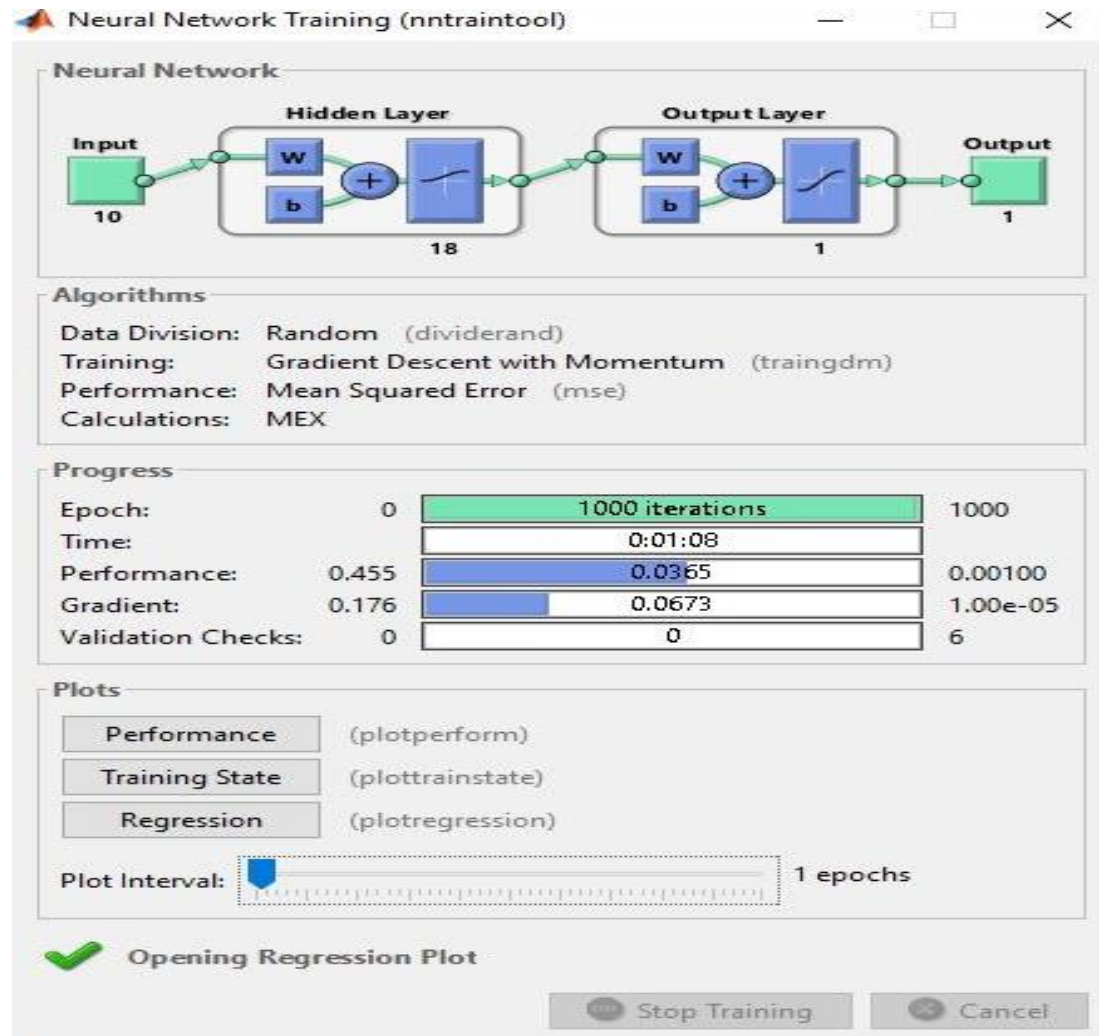 Neural Network Training (nntraintool)
Neural Network
Hidden Layer
Output Layer
Input
Output
W
b
+
W
b
+
10
18
1
1
Algorithms
Data Division: Random (dividerand)
Training: Gradient Descent with Momentum (traingdm)
Performance: Mean Squared Error (mse)
Calculations: MEX
Progress
Epoch: 0 1000 iterations 1000
Time: 0:01:08
Performance: 0.455 0.0365 0.00100
Gradient: 0.176 0.0673 1.00e-05
Validation Checks: 0 0 6
Plots
Performance (plotperform)
Training State (plottrainstate)
Regression (plotregression)
Plot Interval: 1 epochs
Opening Regression Plot
Stop Training Cancel